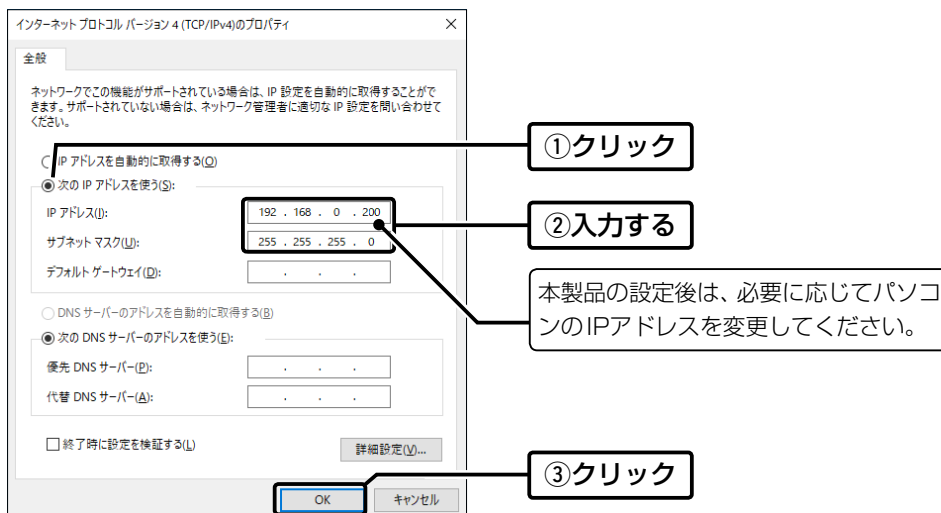 インターネット プロトコル バージョン 4 (TCP/IPv4)のプロパティ
全般
ネットワークでこの機能がサポートされている場合は、IP 設定を自動的に取得することがで
きます。サポートされていない場合は、ネットワーク管理者に適切な IP 設定を問い合わせて
ください。
IP アドレスを自動的に取得する(O)
次の IP アドレスを使う(S):
IP アドレス(I):
192 . 168 . 0 . 200
サブネット マスク(U):
255 . 255 . 255 . 0
デフォルト ゲートウェイ(D):
. . .
DNS サーバーのアドレスを自動的に取得する(B)
次の DNS サーバーのアドレスを使う(E):
優先 DNS サーバー(P):
. . .
代替 DNS サーバー(A):
. . .
終了時に設定を検証する(L)
詳細設定(V)...
OK
キャンセル
①クリック
②入力する
本製品の設定後は、必要に応じてパソコ
ンのIPアドレスを変更してください。
③クリック